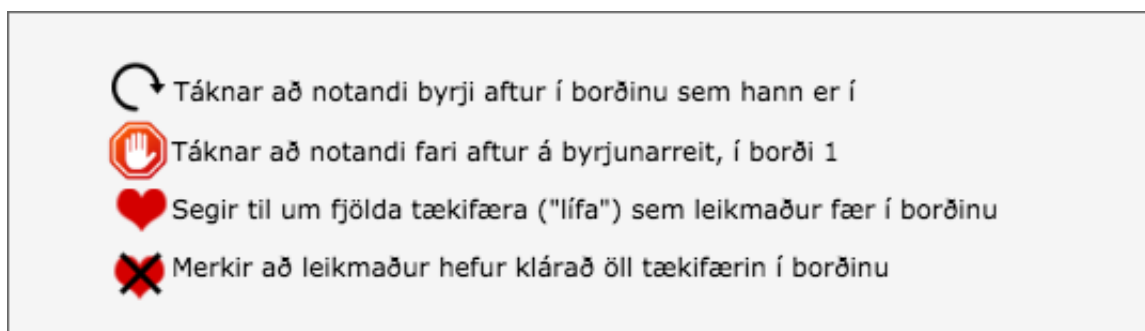 Táknar að notandi byrji aftur í borðinu sem hann er í
Táknar að notandi fari aftur á byrjunarreit, í borði 1
Segir til um fjölda tækifæra ("lífa") sem leikmaður fær í borðinu
Merkir að leikmaður hefur klárað öll tækifærin í borðinu